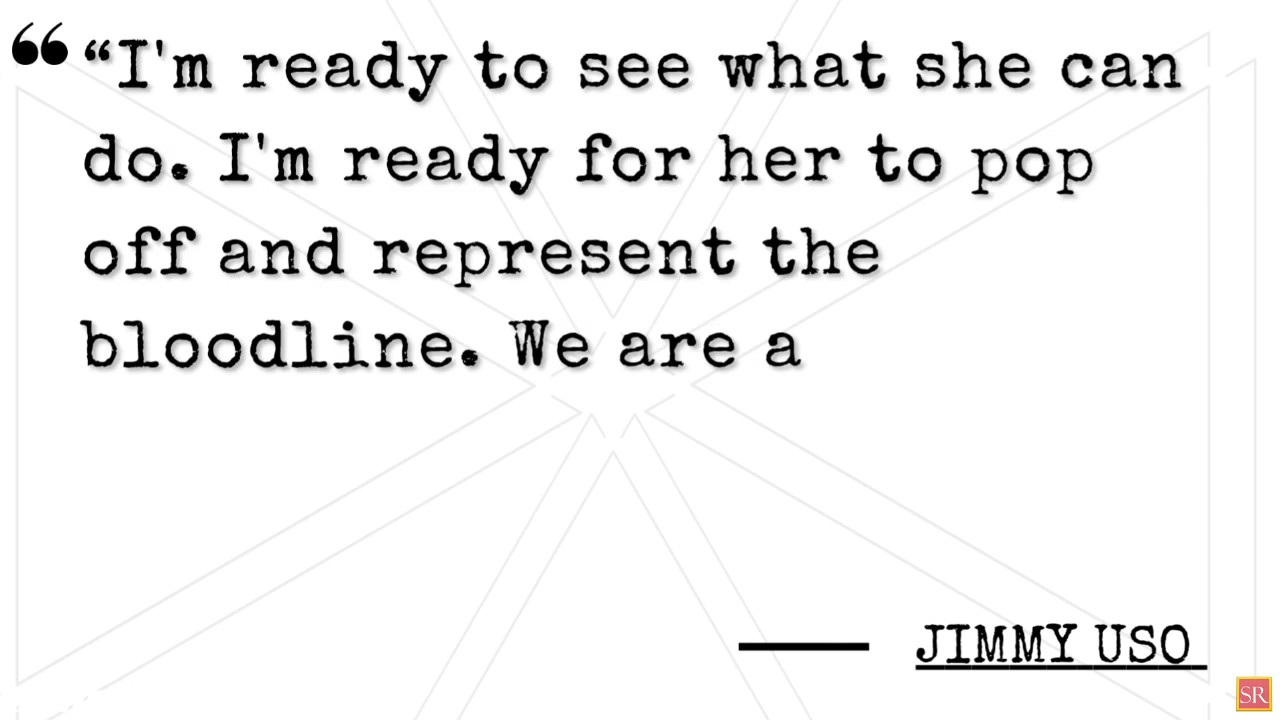 ❝ “I'm ready to see what she can
do. I'm ready for her to pop
off and represent the
bloodline. We are a
— JIMMY USO
SR